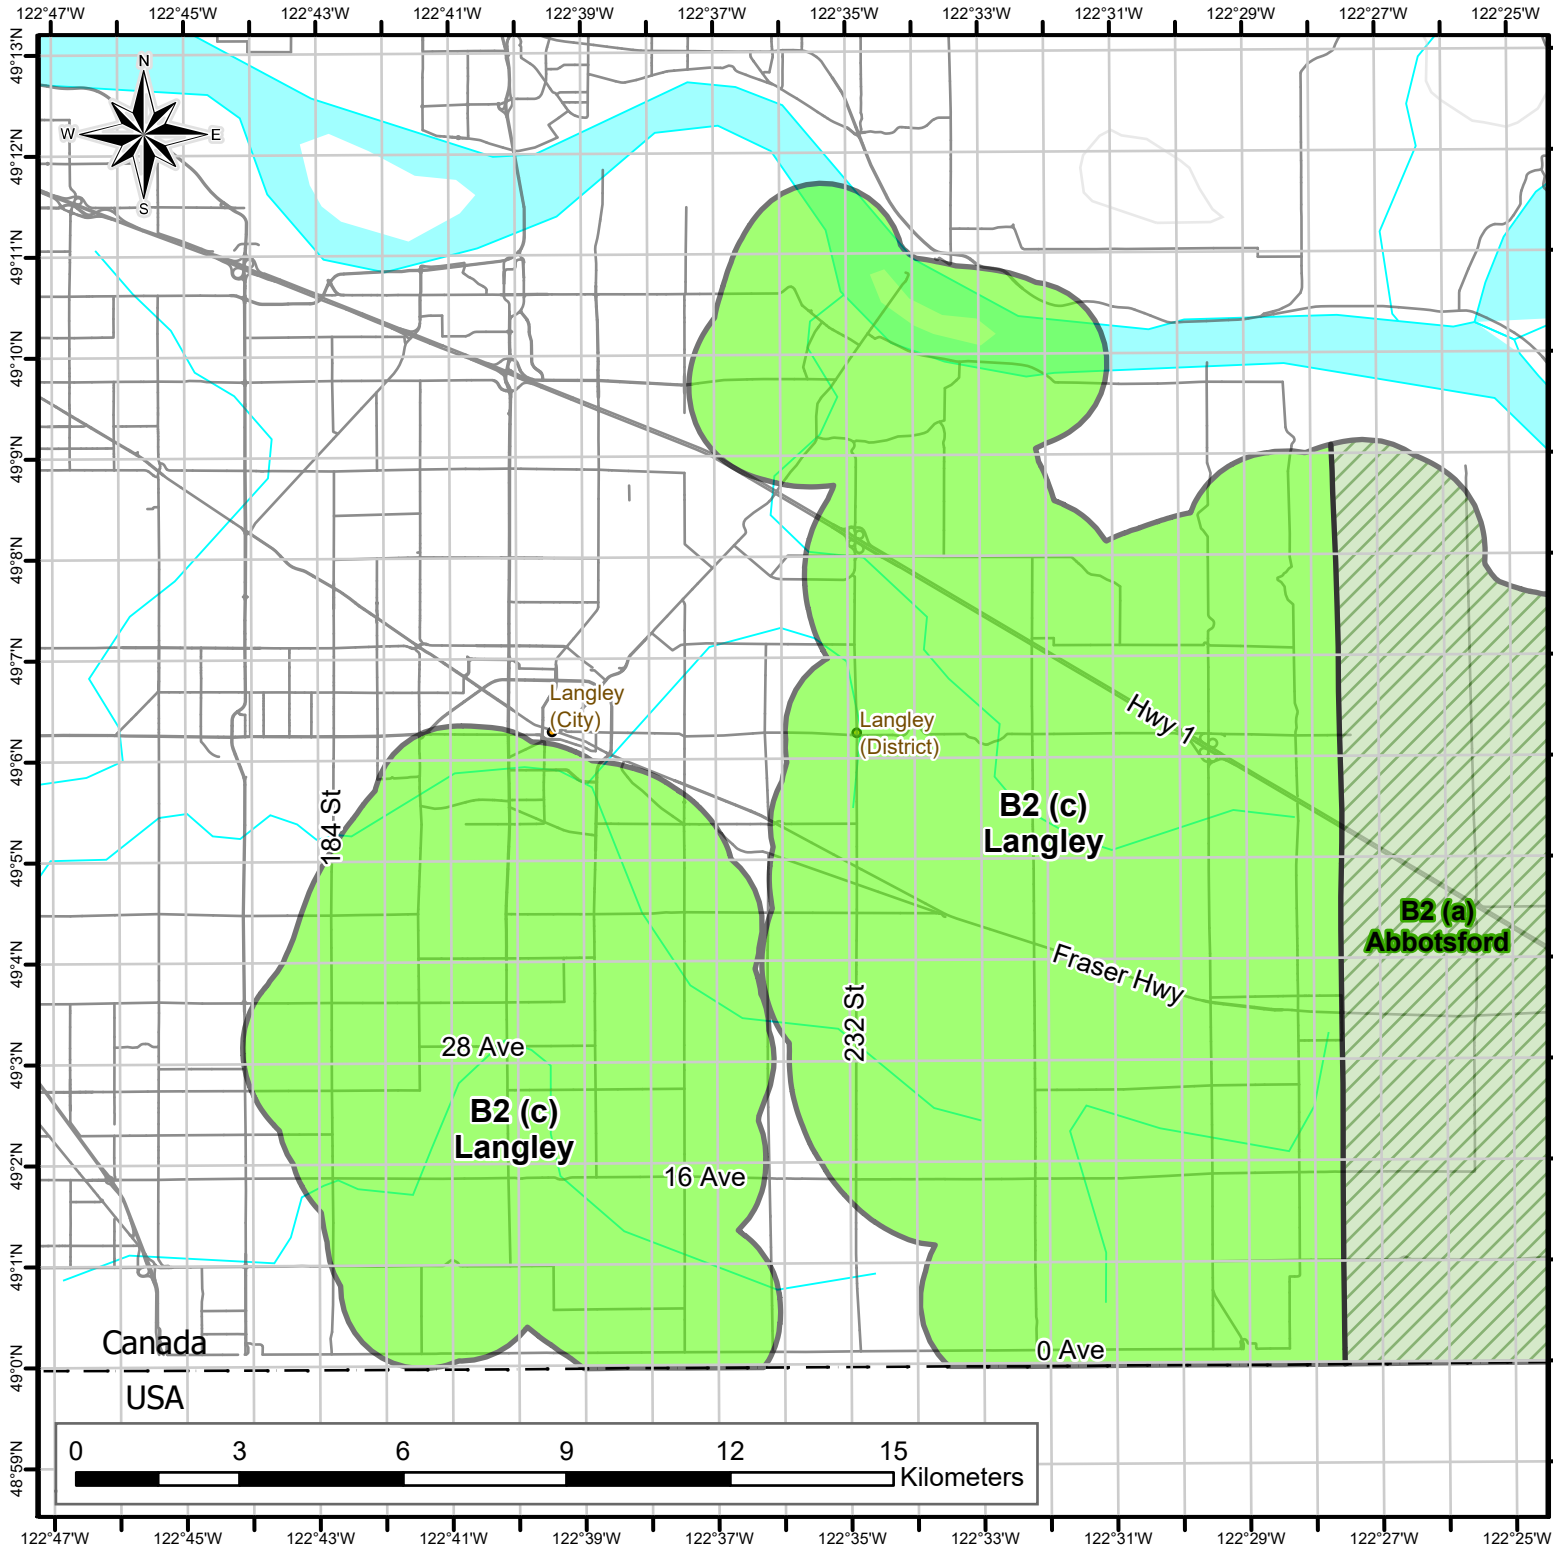 122°47'W 122°45'W 122°43'W 122°41'W 122°39'W 122°37'W 122°35'W 122°33'W 122°31'W 122°29'W 122°27'W 122°25'W
49°13'N
N
W E
S
49°12'N
49°11'N
49°10'N
49°9'N
49°8'N
49°7'N
Langley
(City)
Langley
(District)
Hwy 1
49°6'N
184 St
B2 (c)
Langley
49°5'N
B2 (a)
Abbotsford
49°4'N
Fraser Hwy
232 St
28 Ave
49°3'N
B2 (c)
Langley
49°2'N
16 Ave
49°1'N
Canada
0 Ave
49°0'N
USA
0 3 6 9 12 15
Kilometers
48°59'N
122°47'W 122°45'W 122°43'W 122°41'W 122°39'W 122°37'W 122°35'W 122°33'W 122°31'W 122°29'W 122°27'W 122°25'W